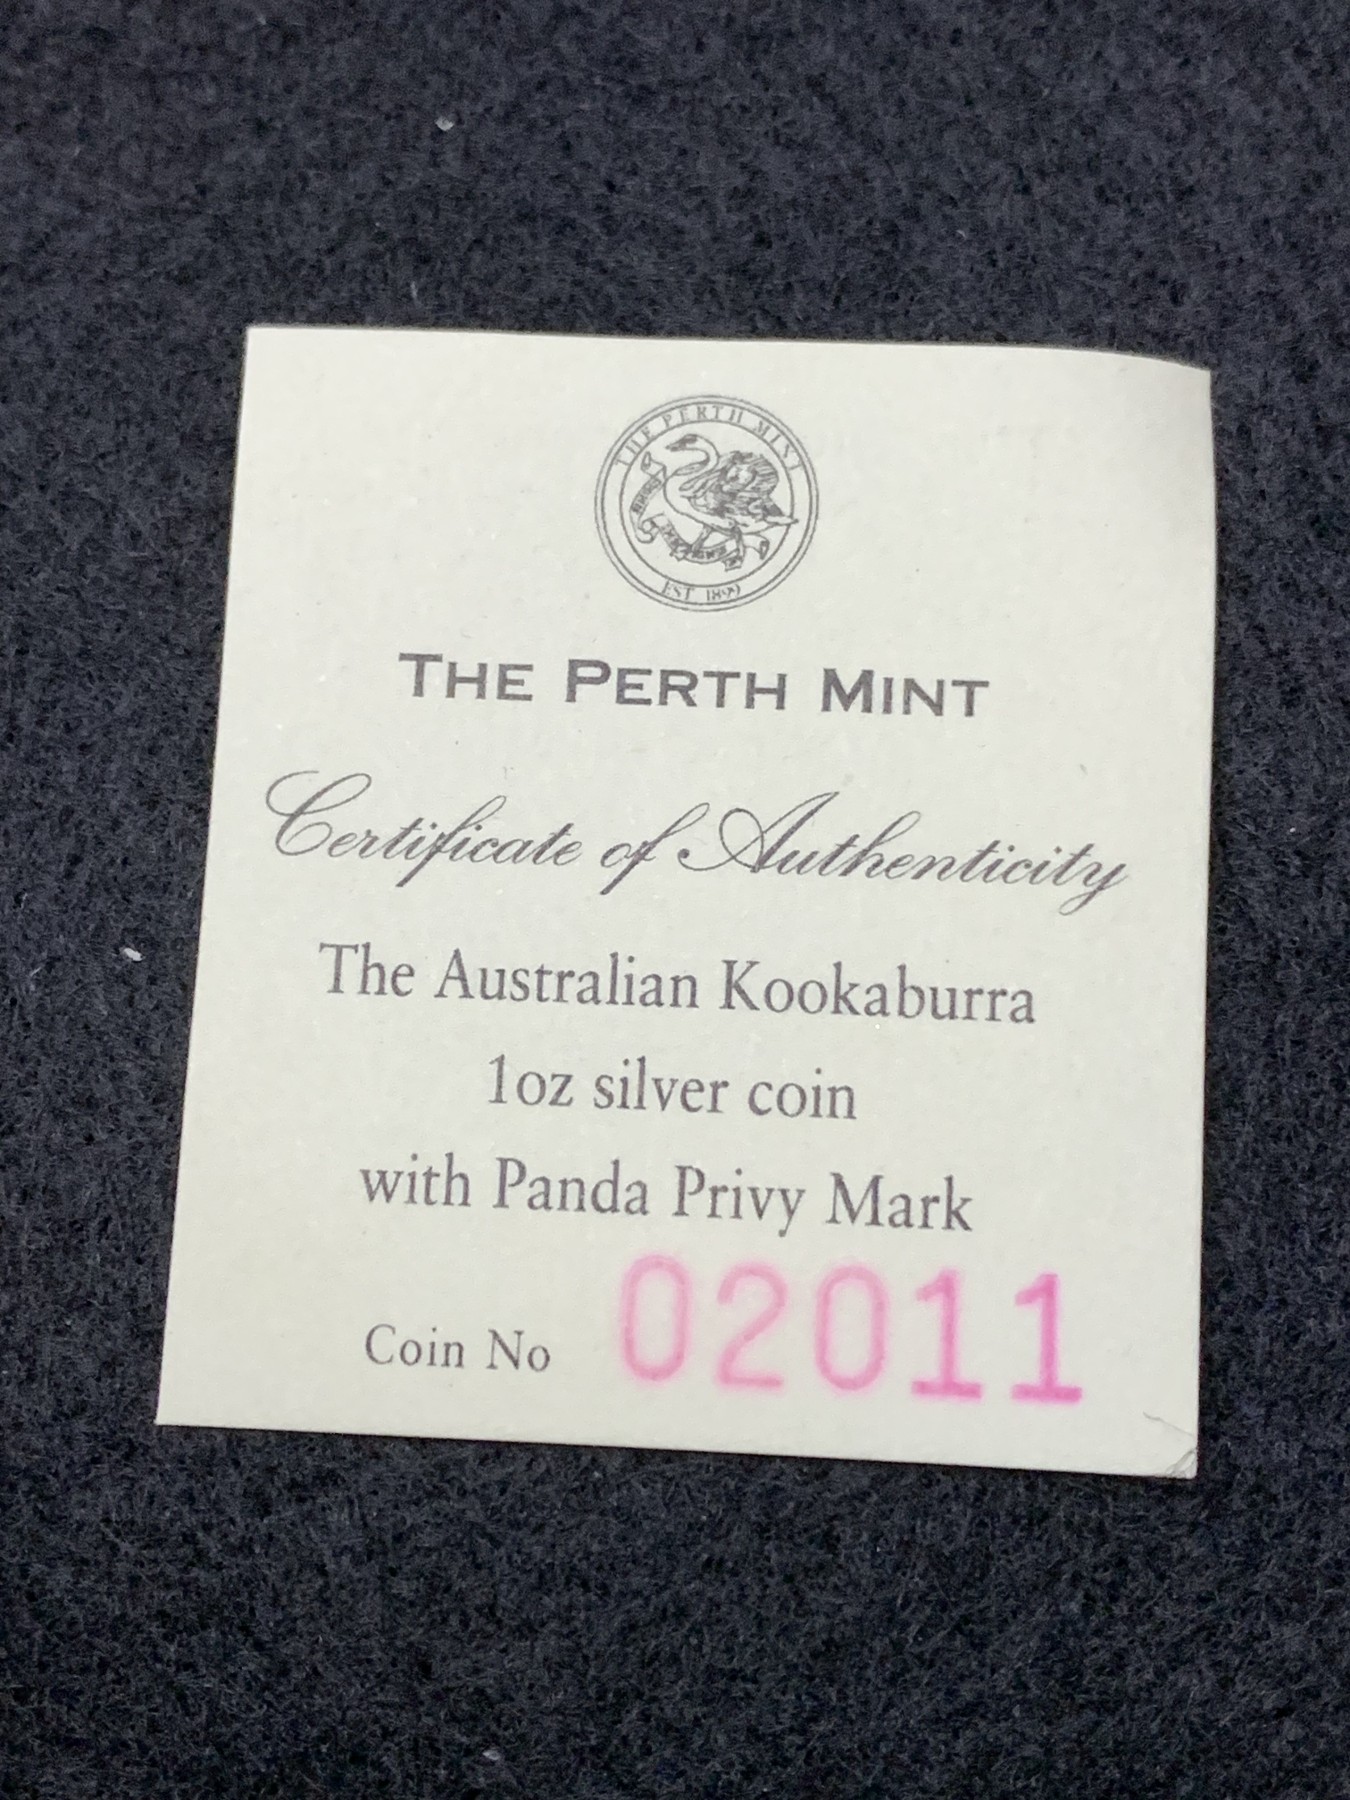 THE PERTH MINT
EST 1899
THE PERTH MINT
Certificate of Authenticity
The Australian Kookaburra
1oz silver coin
with Panda Privy Mark
Coin No 02011